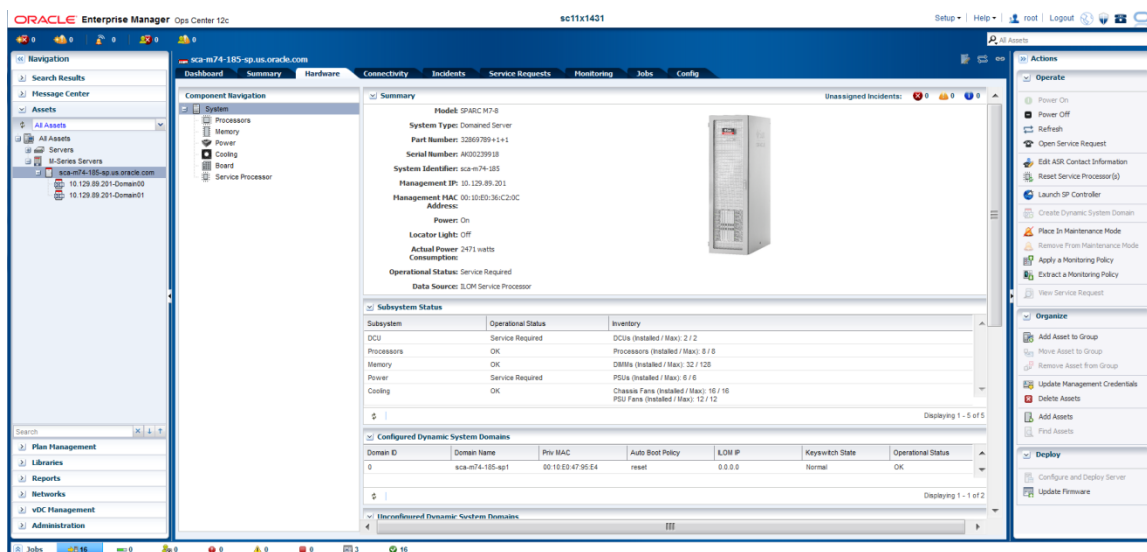 ORACLE Enterprise Manager Ops Center 12c
sc11x1431
Setup Help root Logout
0 0 0 0 0
All Assets
Navigation
Search Results
Message Center
Assets
All Assets
All Assets
Servers
M-Series Servers
sca-m74-185-sp.us.oracle.com
10.129.89.201-Domain00
10.129.89.201-Domain01
Search
Plan Management
Libraries
Reports
Networks
vDC Management
Administration
sca-m74-185-sp.us.oracle.com
Dashboard Summary Hardware Connectivity Incidents Service Requests Monitoring Jobs Config
Component Navigation
System
Processors
Memory
Power
Cooling
Board
Service Processor
Summary
Unassigned Incidents: 0 0 0
Model: SPARC M7-8
System Type: Domained Server
Part Number: 32869789+1+1
Serial Number: AK00239918
System Identifier: sca-m74-185
Management IP: 10.129.89.201
Management MAC 00:10:E0:36:C2:0C
Address:
Power: On
Locator Light: Off
Actual Power 2471 watts
Consumption:
Operational Status: Service Required
Data Source: ILOM Service Processor
Subsystem Status
Subsystem Operational Status Inventory
DCU Service Required DCUs (Installed / Max): 2 / 2
Processors OK Processors (Installed / Max): 8 / 8
Memory OK DIMMs (Installed / Max): 32 / 128
Power Service Required PSUs (Installed / Max): 6 / 6
Cooling OK Chassis Fans (Installed / Max): 16 / 16
PSU Fans (Installed / Max): 12 / 12
Displaying 1 - 5 of 5
Configured Dynamic System Domains
Domain ID Domain Name Priv MAC Auto Boot Policy ILOM IP Keyswitch State Operational Status
0 sca-m74-185-sp1 00:10:E0:47:95:E4 reset 0.0.0.0 Normal OK
Displaying 1 - 1 of 2
Unconfigured Dynamic System Domains
Actions
Operate
Power On
Power Off
Refresh
Open Service Request
Edit ASR Contact Information
Reset Service Processor(s)
Launch SP Controller
Create Dynamic System Domain
Place In Maintenance Mode
Remove From Maintenance Mode
Apply a Monitoring Policy
Extract a Monitoring Policy
View Service Request
Organize
Add Asset to Group
Move Asset to Group
Remove Asset from Group
Update Management Credentials
Delete Assets
Add Assets
Find Assets
Deploy
Configure and Deploy Server
Update Firmware
Jobs 16 0 0 0 0 0 3 16